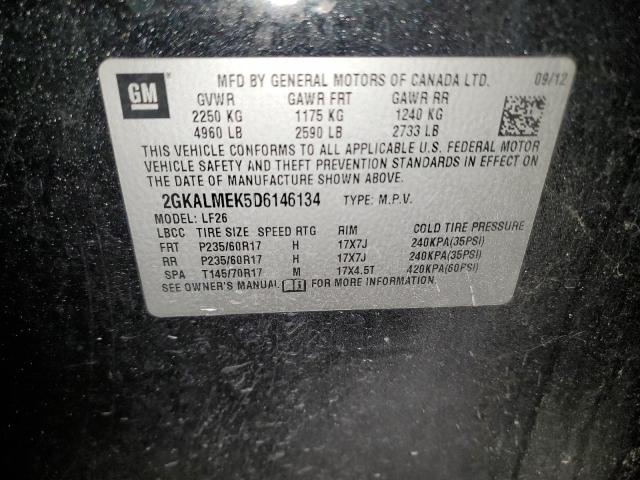 GM
MFD BY GENERAL MOTORS OF CANADA LTD. 09/12
GVWR GAWR FRT GAWR RR
2250 KG 1175 KG 1240 KG
4960 LB 2590 LB 2733 LB
THIS VEHICLE CONFORMS TO ALL APPLICABLE U.S. FEDERAL MOTOR
VEHICLE SAFETY AND THEFT PREVENTION STANDARDS IN EFFECT ON
THE DATE OF MANUFACTURE SHOWN ABOVE.
2GKALMEK5D6146134 TYPE: M.P.V.
MODEL: LF26
LBCC TIRE SIZE SPEED RTG RIM COLD TIRE PRESSURE
FRT P235/60R17 H 17X7J 240KPA(35PSI)
RR P235/60R17 H 17X7J 240KPA(35PSI)
SPA T145/70R17 M 17X4.5T 420KPA(60PSI)
SEE OWNER'S MANUAL FOR MORE INFORMATION.